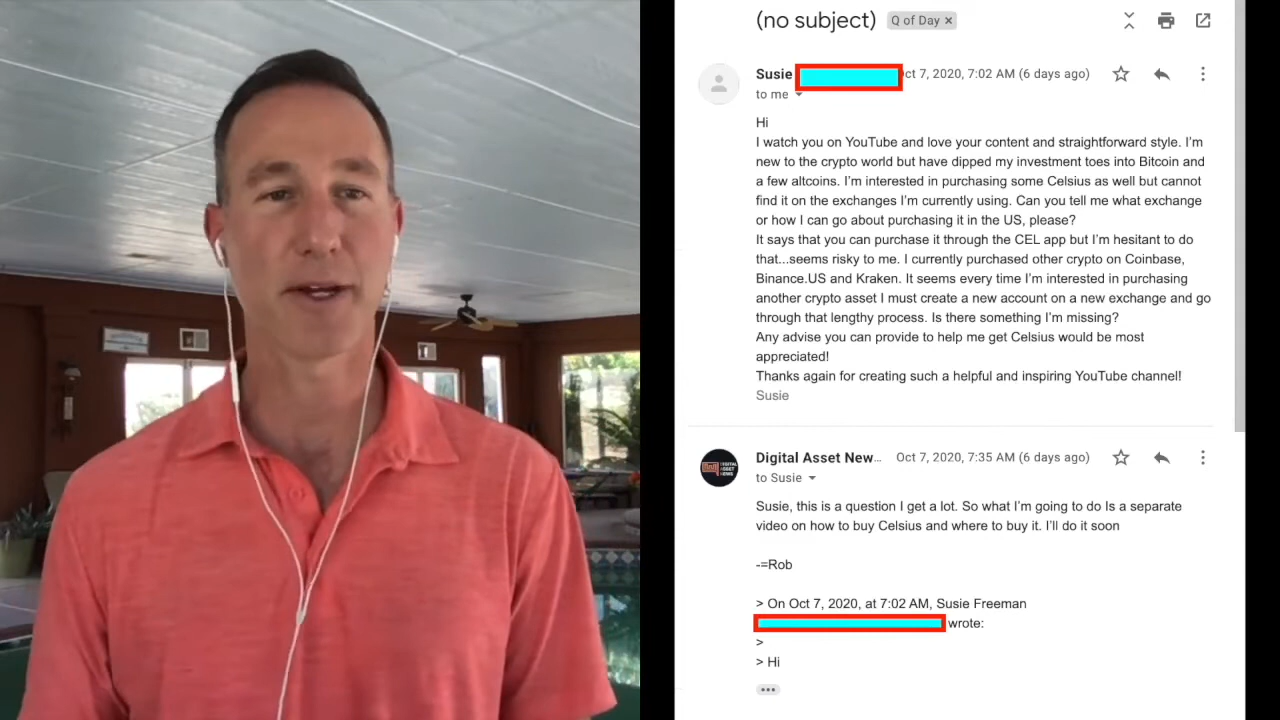 (no subject)
Q of Day ×
Susie
ct 7, 2020, 7:02 AM (6 days ago)
to me
Hi
I watch you on YouTube and love your content and straightforward style. I'm
new to the crypto world but have dipped my investment toes into Bitcoin and
a few altcoins. I'm interested in purchasing some Celsius as well but cannot
find it on the exchanges I'm currently using. Can you tell me what exchange
or how I can go about purchasing it in the US, please?
It says that you can purchase it through the CEL app but I'm hesitant to do
that...seems risky to me. I currently purchased other crypto on Coinbase,
Binance.US and Kraken. It seems every time I'm interested in purchasing
another crypto asset I must create a new account on a new exchange and go
through that lengthy process. Is there something I'm missing?
Any advise you can provide to help me get Celsius would be most
appreciated!
Thanks again for creating such a helpful and inspiring YouTube channel!
Susie
Digital Asset New...
Oct 7, 2020, 7:35 AM (6 days ago)
to Susie
Susie, this is a question I get a lot. So what I'm going to do Is a separate
video on how to buy Celsius and where to buy it. I'll do it soon
-=Rob
> On Oct 7, 2020, at 7:02 AM, Susie Freeman
wrote:
>
> Hi